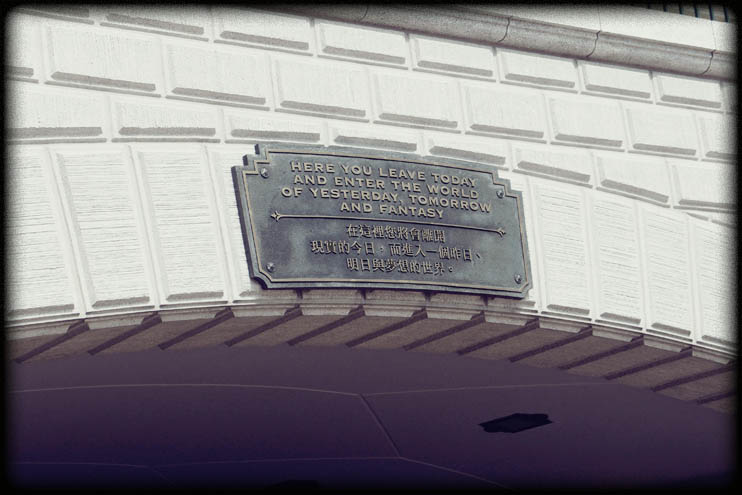 HERE YOU LEAVE TODAY
AND ENTER THE WORLD
OF YESTERDAY, TOMORROW
AND FANTASY
在這裡您將會離開
現實的今日，而進入一個昨日、
明日與夢想的世界。